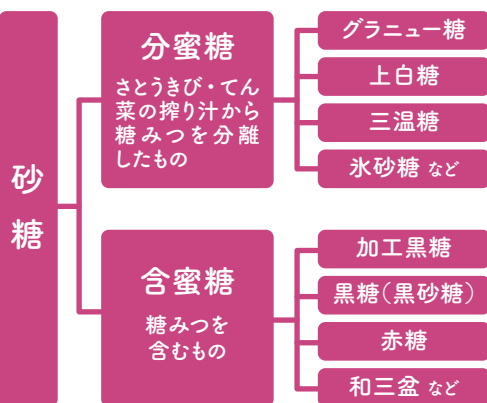 砂糖
分蜜糖
さとうきび・てん
菜の搾り汁から
糖みつを分離
したもの
グラニュー糖
上白糖
三温糖
氷砂糖 など
含蜜糖
糖みつを
含むもの
加工黒糖
黒糖(黒砂糖)
赤糖
和三盆 など